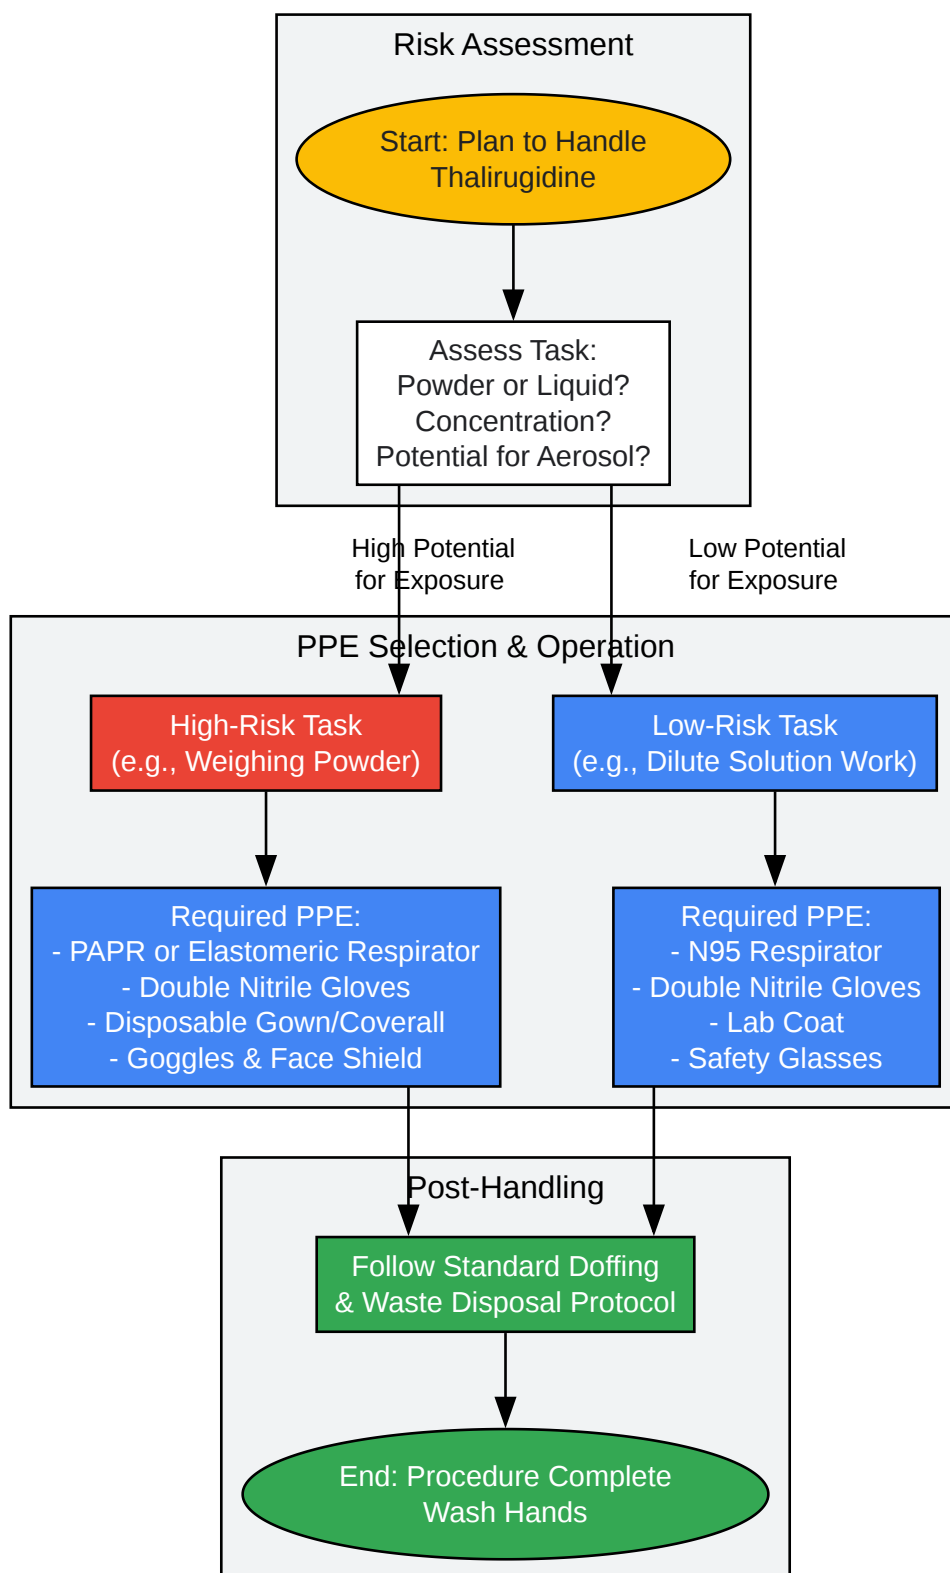 Risk Assessment
Start: Plan to Handle
Thalirugidine
Assess Task:
Powder or Liquid?
Concentration?
Potential for Aerosol?
High Potential
for Exposure
Low Potential
for Exposure
PPE Selection & Operation
High-Risk Task
(e.g., Weighing Powder)
Low-Risk Task
(e.g., Dilute Solution Work)
Required PPE:
- PAPR or Elastomeric Respirator
- Double Nitrile Gloves
- Disposable Gown/Coverall
- Goggles & Face Shield
Required PPE:
- N95 Respirator
- Double Nitrile Gloves
- Lab Coat
- Safety Glasses
Post-Handling
Follow Standard Doffing
& Waste Disposal Protocol
End: Procedure Complete
Wash Hands